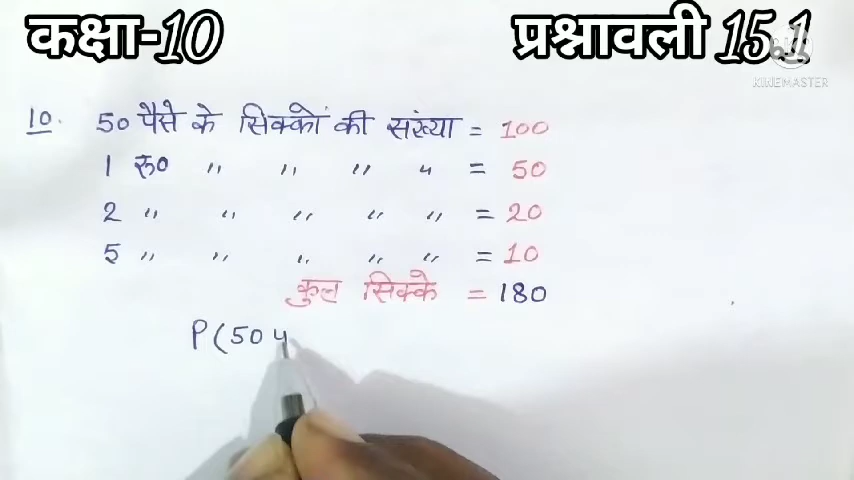 कक्षा-10 प्रश्नावली 15.1
KINEMASTER
10. 50 पैसे के सिक्कों की संख्या = 100
1 रू० " " " " = 50
2 " " " " " = 20
5 " " " " " = 10
कुल सिक्के = 180
P(50 प